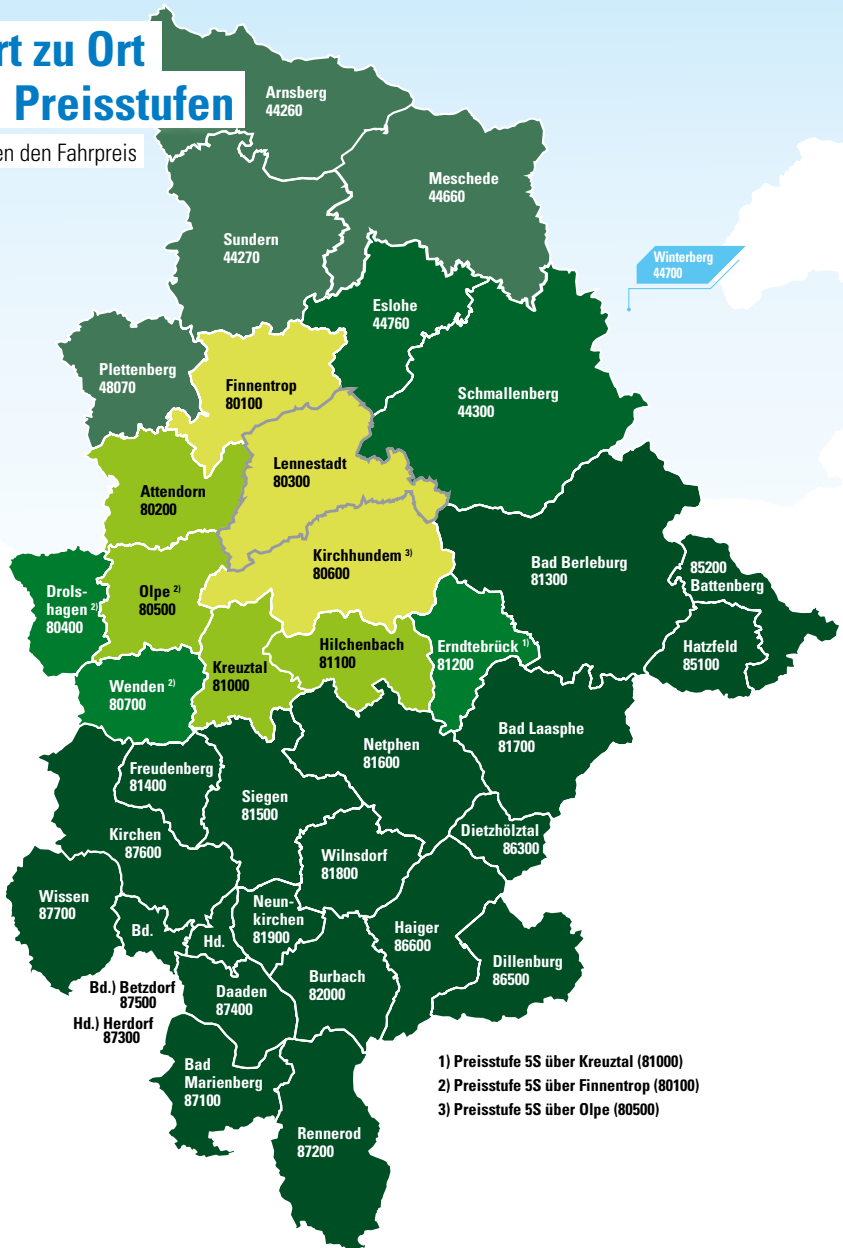 rt zu Ort
Preisstufen
en den Fahrpreis
Arnsberg
44260
Meschede
44660
Sundern
44270
Winterberg
44700
Eslohe
44760
Plettenberg
48070
Finnentrop
80100
Schmallenberg
44300
Lennestadt
80300
Attendorn
80200
Kirchhundem 3)
80600
Bad Berleburg
81300
85200
Battenberg
Drols-
hagen 2)
80400
Olpe 2)
80500
Hatzfeld
85100
Hilchenbach
81100
Erndtebrück 1)
81200
Kreuztal
81000
Wenden 2)
80700
Bad Laasphe
81700
Netphen
81600
Freudenberg
81400
Siegen
81500
Kirchen
87600
Dietzhölztal
86300
Wilnsdorf
81800
Wissen
87700
Neun-
kirchen
81900
Haiger
86600
Bd.
Hd.
Dillenburg
86500
Burbach
82000
Bd.) Betzdorf
87500
Daaden
87400
Hd.) Herdorf
87300
Bad
Marienberg
87100
1) Preisstufe 5S über Kreuztal (81000)
2) Preisstufe 5S über Finnentrop (80100)
3) Preisstufe 5S über Olpe (80500)
Rennerod
87200